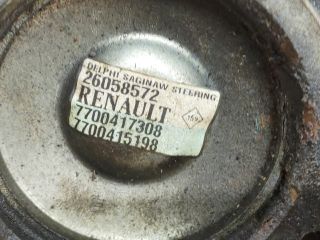 DELPHI SAGINAW STEERING
26058572
RENAULT
7700417308
7700415198